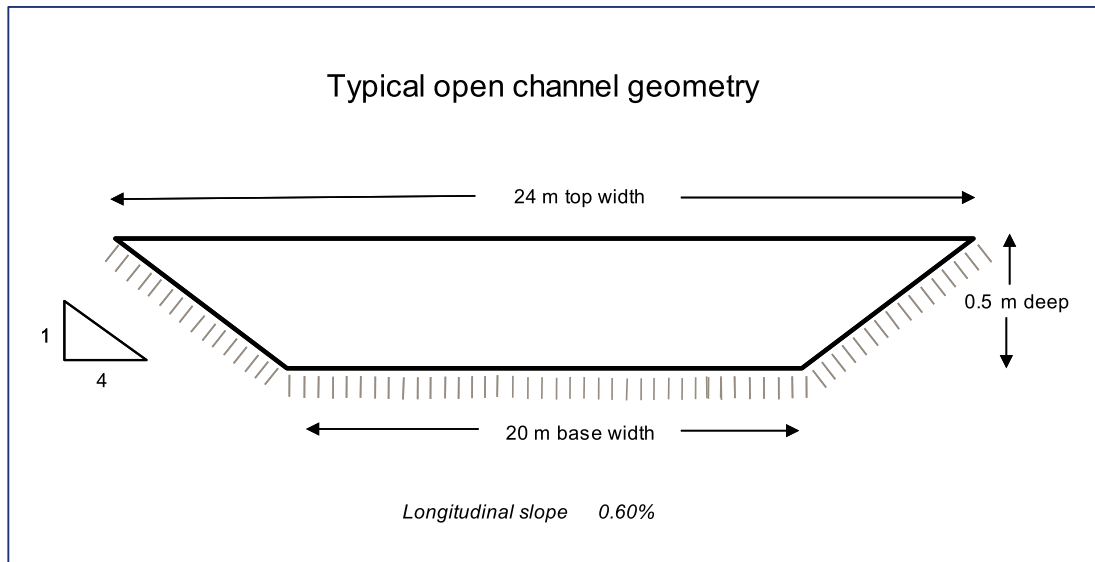 Typical open channel geometry
24 m top width
0.5 m deep
1
4
20 m base width
Longitudinal slope 0.60%